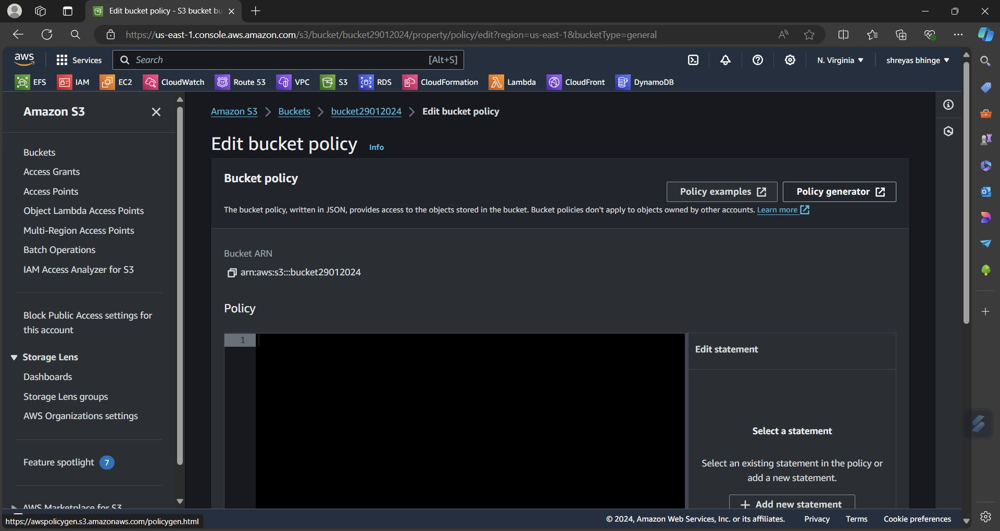 Edit bucket policy - S3 bucket bu
https://us-east-1.console.aws.amazon.com/s3/bucket/bucket29012024/property/policy/edit?region=us-east-1&bucketType=general
aws
Services
Search [Alt+S]
N. Virginia
shreyas bhinge
EFS IAM EC2 CloudWatch Route 53 VPC S3 RDS CloudFormation Lambda CloudFront DynamoDB
Amazon S3
Buckets
Access Grants
Access Points
Object Lambda Access Points
Multi-Region Access Points
Batch Operations
IAM Access Analyzer for S3
Block Public Access settings for
this account
Storage Lens
Dashboards
Storage Lens groups
AWS Organizations settings
Feature spotlight 7
AWS Marketplace for S3
https://awspolicygen.s3.amazonaws.com/policygen.html
Amazon S3 > Buckets > bucket29012024 > Edit bucket policy
Edit bucket policy Info
Bucket policy
Policy examples
Policy generator
The bucket policy, written in JSON, provides access to the objects stored in the bucket. Bucket policies don't apply to objects owned by other accounts. Learn more
Bucket ARN
arn:aws:s3:::bucket29012024
Policy
1
Edit statement
Select a statement
Select an existing statement in the policy or
add a new statement.
+ Add new statement
© 2024, Amazon Web Services, Inc. or its affiliates.
Privacy
Terms
Cookie preferences